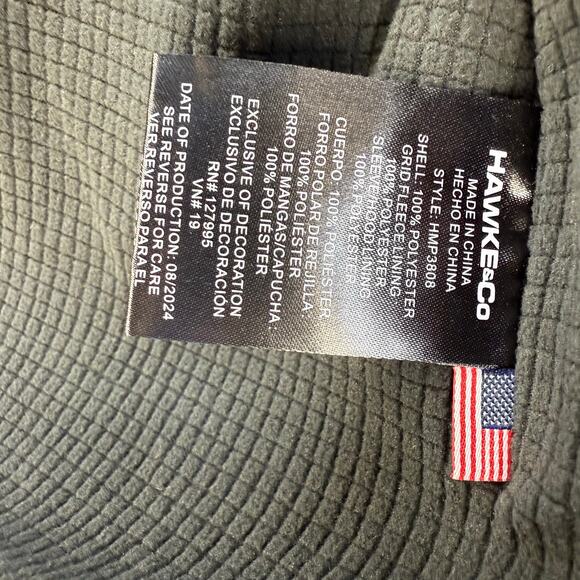 HAWKE&Co
MADE IN CHINA
HECHO EN CHINA
STYLE: HMP3808
SHELL: 100% POLYESTER
GRID FLEECE LINING
100% POLYESTER
SLEEVE/HOOD LINING
100% POLYESTER
CUERPO: 100% POLIÉSTER
FORRO POLAR DE REJILLA
100% POLIÉSTER
FORRO DE MANGAS/CAPUCHA
100% POLIÉSTER
EXCLUSIVE OF DECORATION
EXCLUSIVO DE DECORACIÓN
RN# 127995
VN# 19
DATE OF PRODUCTION: 08/2024
SEE REVERSE FOR CARE
VER REVERSO PARA EL